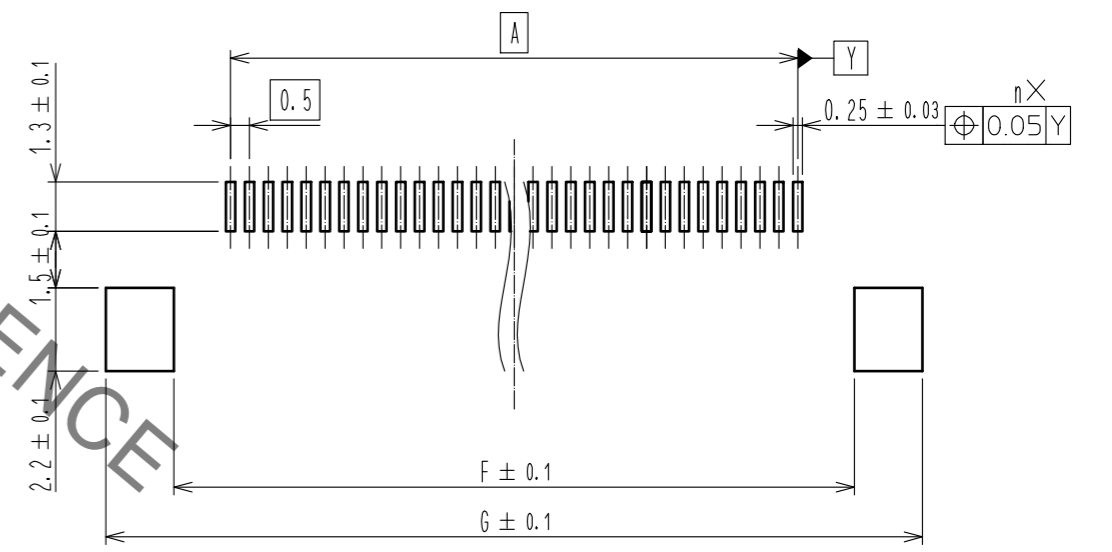 A
Y
0.5
0.25 ± 0.03
n×
⌖ 0.05 Y
1.3 ± 0.1
1.5 ± 0.1
2.2 ± 0.1
ENCE
F ± 0.1
G ± 0.1